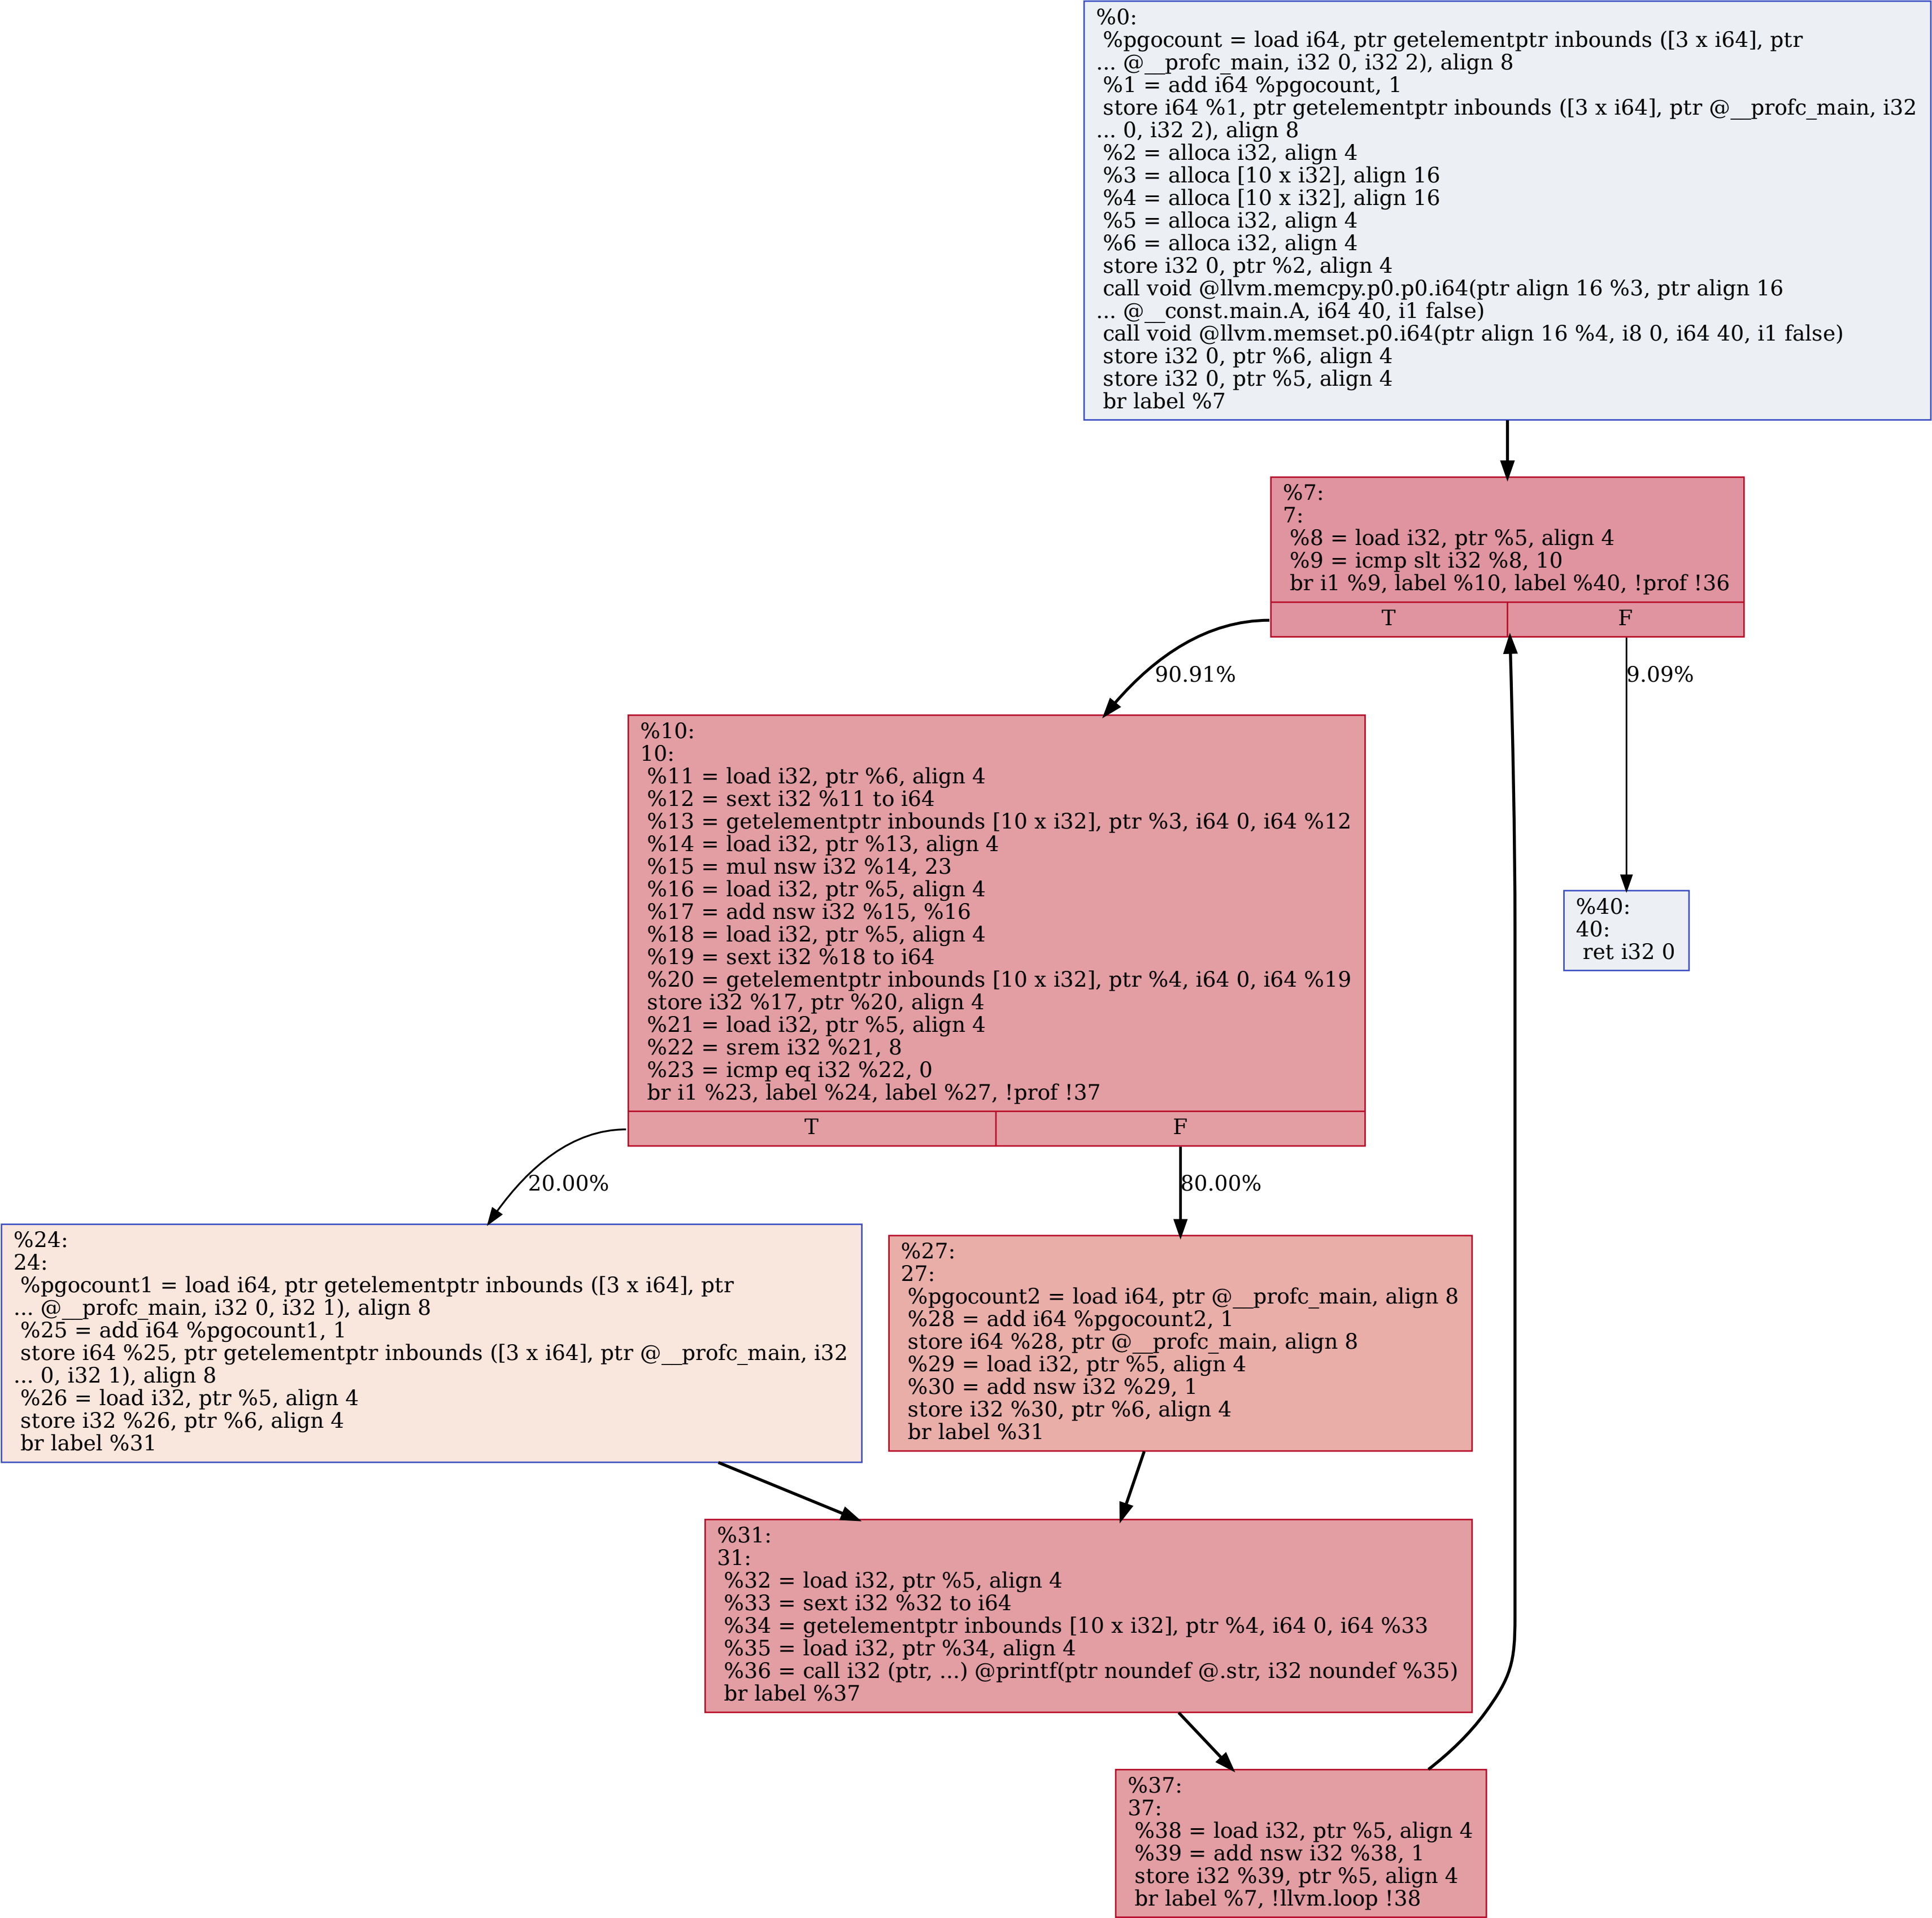 %0:
%pgocount = load i64, ptr getelementptr inbounds ([3 x i64], ptr
... @__profc_main, i32 0, i32 2), align 8
%1 = add i64 %pgocount, 1
store i64 %1, ptr getelementptr inbounds ([3 x i64], ptr @__profc_main, i32
... 0, i32 2), align 8
%2 = alloca i32, align 4
%3 = alloca [10 x i32], align 16
%4 = alloca [10 x i32], align 16
%5 = alloca i32, align 4
%6 = alloca i32, align 4
store i32 0, ptr %2, align 4
call void @llvm.memcpy.p0.p0.i64(ptr align 16 %3, ptr align 16
... @__const.main.A, i64 40, i1 false)
call void @llvm.memset.p0.i64(ptr align 16 %4, i8 0, i64 40, i1 false)
store i32 0, ptr %6, align 4
store i32 0, ptr %5, align 4
br label %7
%7:
7:
%8 = load i32, ptr %5, align 4
%9 = icmp slt i32 %8, 10
br i1 %9, label %10, label %40, !prof !36
T
F
90.91%
9.09%
%10:
10:
%11 = load i32, ptr %6, align 4
%12 = sext i32 %11 to i64
%13 = getelementptr inbounds [10 x i32], ptr %3, i64 0, i64 %12
%14 = load i32, ptr %13, align 4
%15 = mul nsw i32 %14, 23
%16 = load i32, ptr %5, align 4
%17 = add nsw i32 %15, %16
%18 = load i32, ptr %5, align 4
%19 = sext i32 %18 to i64
%20 = getelementptr inbounds [10 x i32], ptr %4, i64 0, i64 %19
store i32 %17, ptr %20, align 4
%21 = load i32, ptr %5, align 4
%22 = srem i32 %21, 8
%23 = icmp eq i32 %22, 0
br i1 %23, label %24, label %27, !prof !37
T
F
%40:
40:
ret i32 0
20.00%
80.00%
%24:
24:
%pgocount1 = load i64, ptr getelementptr inbounds ([3 x i64], ptr
... @__profc_main, i32 0, i32 1), align 8
%25 = add i64 %pgocount1, 1
store i64 %25, ptr getelementptr inbounds ([3 x i64], ptr @__profc_main, i32
... 0, i32 1), align 8
%26 = load i32, ptr %5, align 4
store i32 %26, ptr %6, align 4
br label %31
%27:
27:
%pgocount2 = load i64, ptr @__profc_main, align 8
%28 = add i64 %pgocount2, 1
store i64 %28, ptr @__profc_main, align 8
%29 = load i32, ptr %5, align 4
%30 = add nsw i32 %29, 1
store i32 %30, ptr %6, align 4
br label %31
%31:
31:
%32 = load i32, ptr %5, align 4
%33 = sext i32 %32 to i64
%34 = getelementptr inbounds [10 x i32], ptr %4, i64 0, i64 %33
%35 = load i32, ptr %34, align 4
%36 = call i32 (ptr, ...) @printf(ptr noundef @.str, i32 noundef %35)
br label %37
%37:
37:
%38 = load i32, ptr %5, align 4
%39 = add nsw i32 %38, 1
store i32 %39, ptr %5, align 4
br label %7, !llvm.loop !38